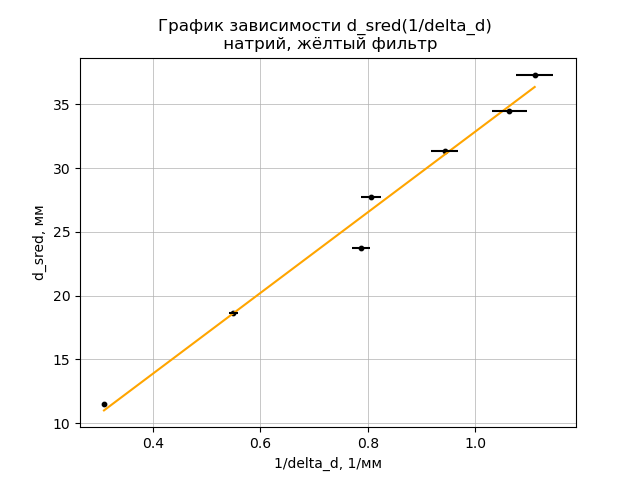 График зависимости d_sred(1/delta_d)
натрий, жёлтый фильтр
35
30
25
20
15
10
d_sred, мм
0.4 0.6 0.8 1.0
1/delta_d, 1/мм